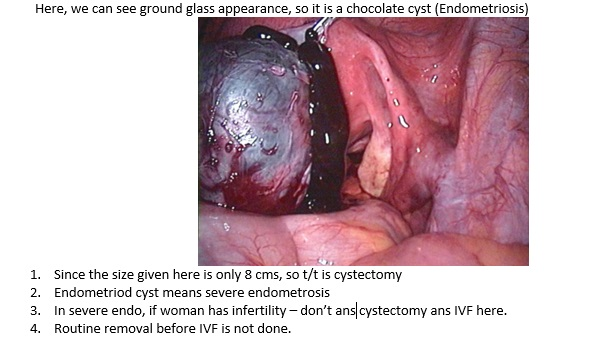 Here, we can see ground glass appearance, so it is a chocolate cyst (Endometriosis)
1. Since the size given here is only 8 cms, so t/t is cystectomy
2. Endometriod cyst means severe endometrosis
3. In severe endo, if woman has infertility – don't ans cystectomy ans IVF here.
4. Routine removal before IVF is not done.